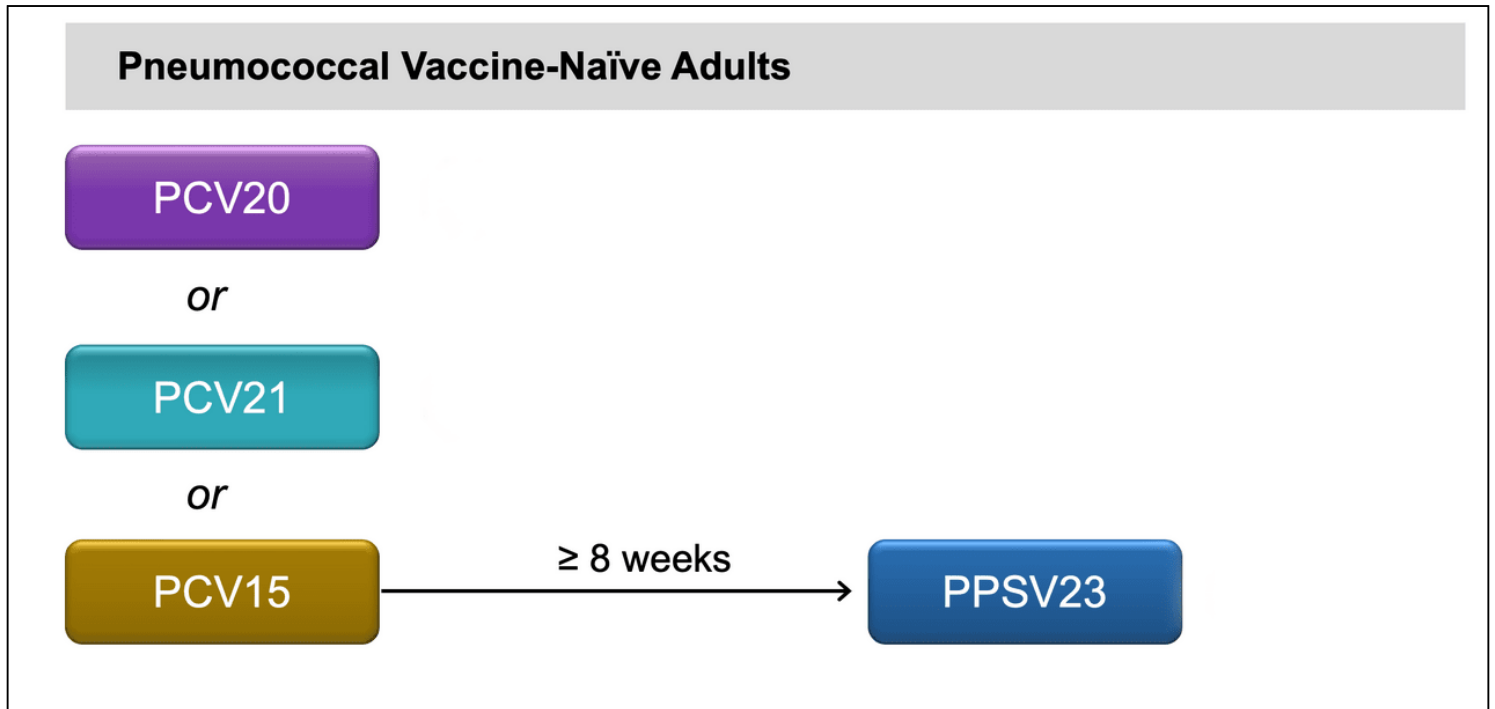 Pneumococcal Vaccine-Naïve Adults
PCV20
or
PCV21
or
PCV15
≥ 8 weeks
PPSV23